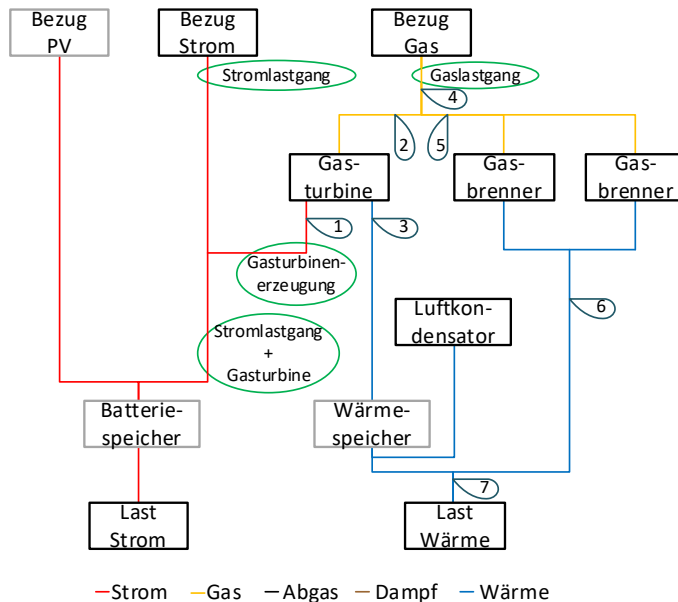 Bezug
PV
Bezug
Strom
Bezug
Gas
Stromlastgang
Gaslastgang
4
2
5
Gas-
turbine
Gas-
brenner
Gas-
brenner
1
3
Gasturbinen-
erzeugung
6
Luftkon-
densator
Stromlastgang
+
Gasturbine
Batterie-
speicher
Wärme-
speicher
7
Last
Strom
Last
Wärme
Strom Gas Abgas Dampf Wärme